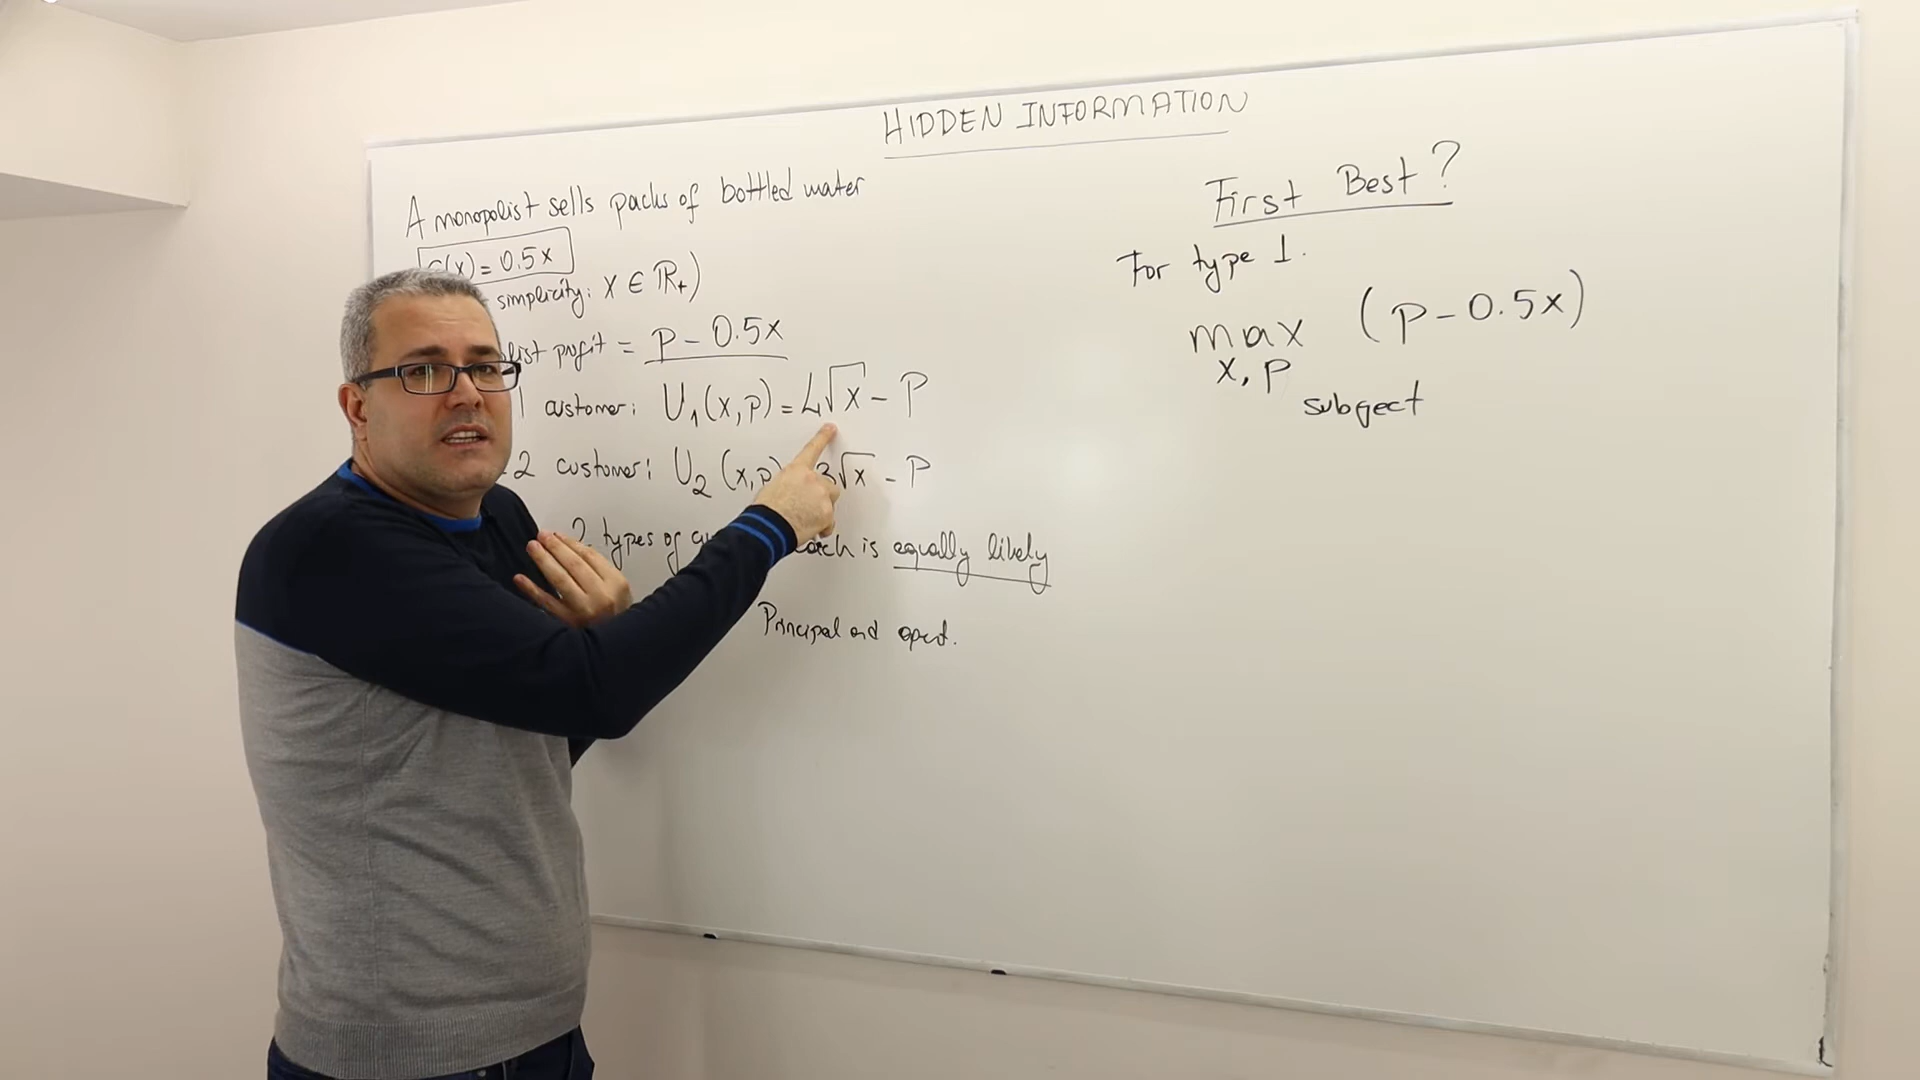 HIDDEN INFORMATION
A monopolist sells packs of bottled water
C(x) = 0.5x
simplicity: x ∈ ℝ₊)
profit = p - 0.5x
1 customer: U₁(x,p) = 4√x - P
2 customer: U₂(x,p) 3√x - P
2 types of each is equally likely
Principal and agent.
First Best?
For type 1.
max (p - 0.5x)
x, p
subject